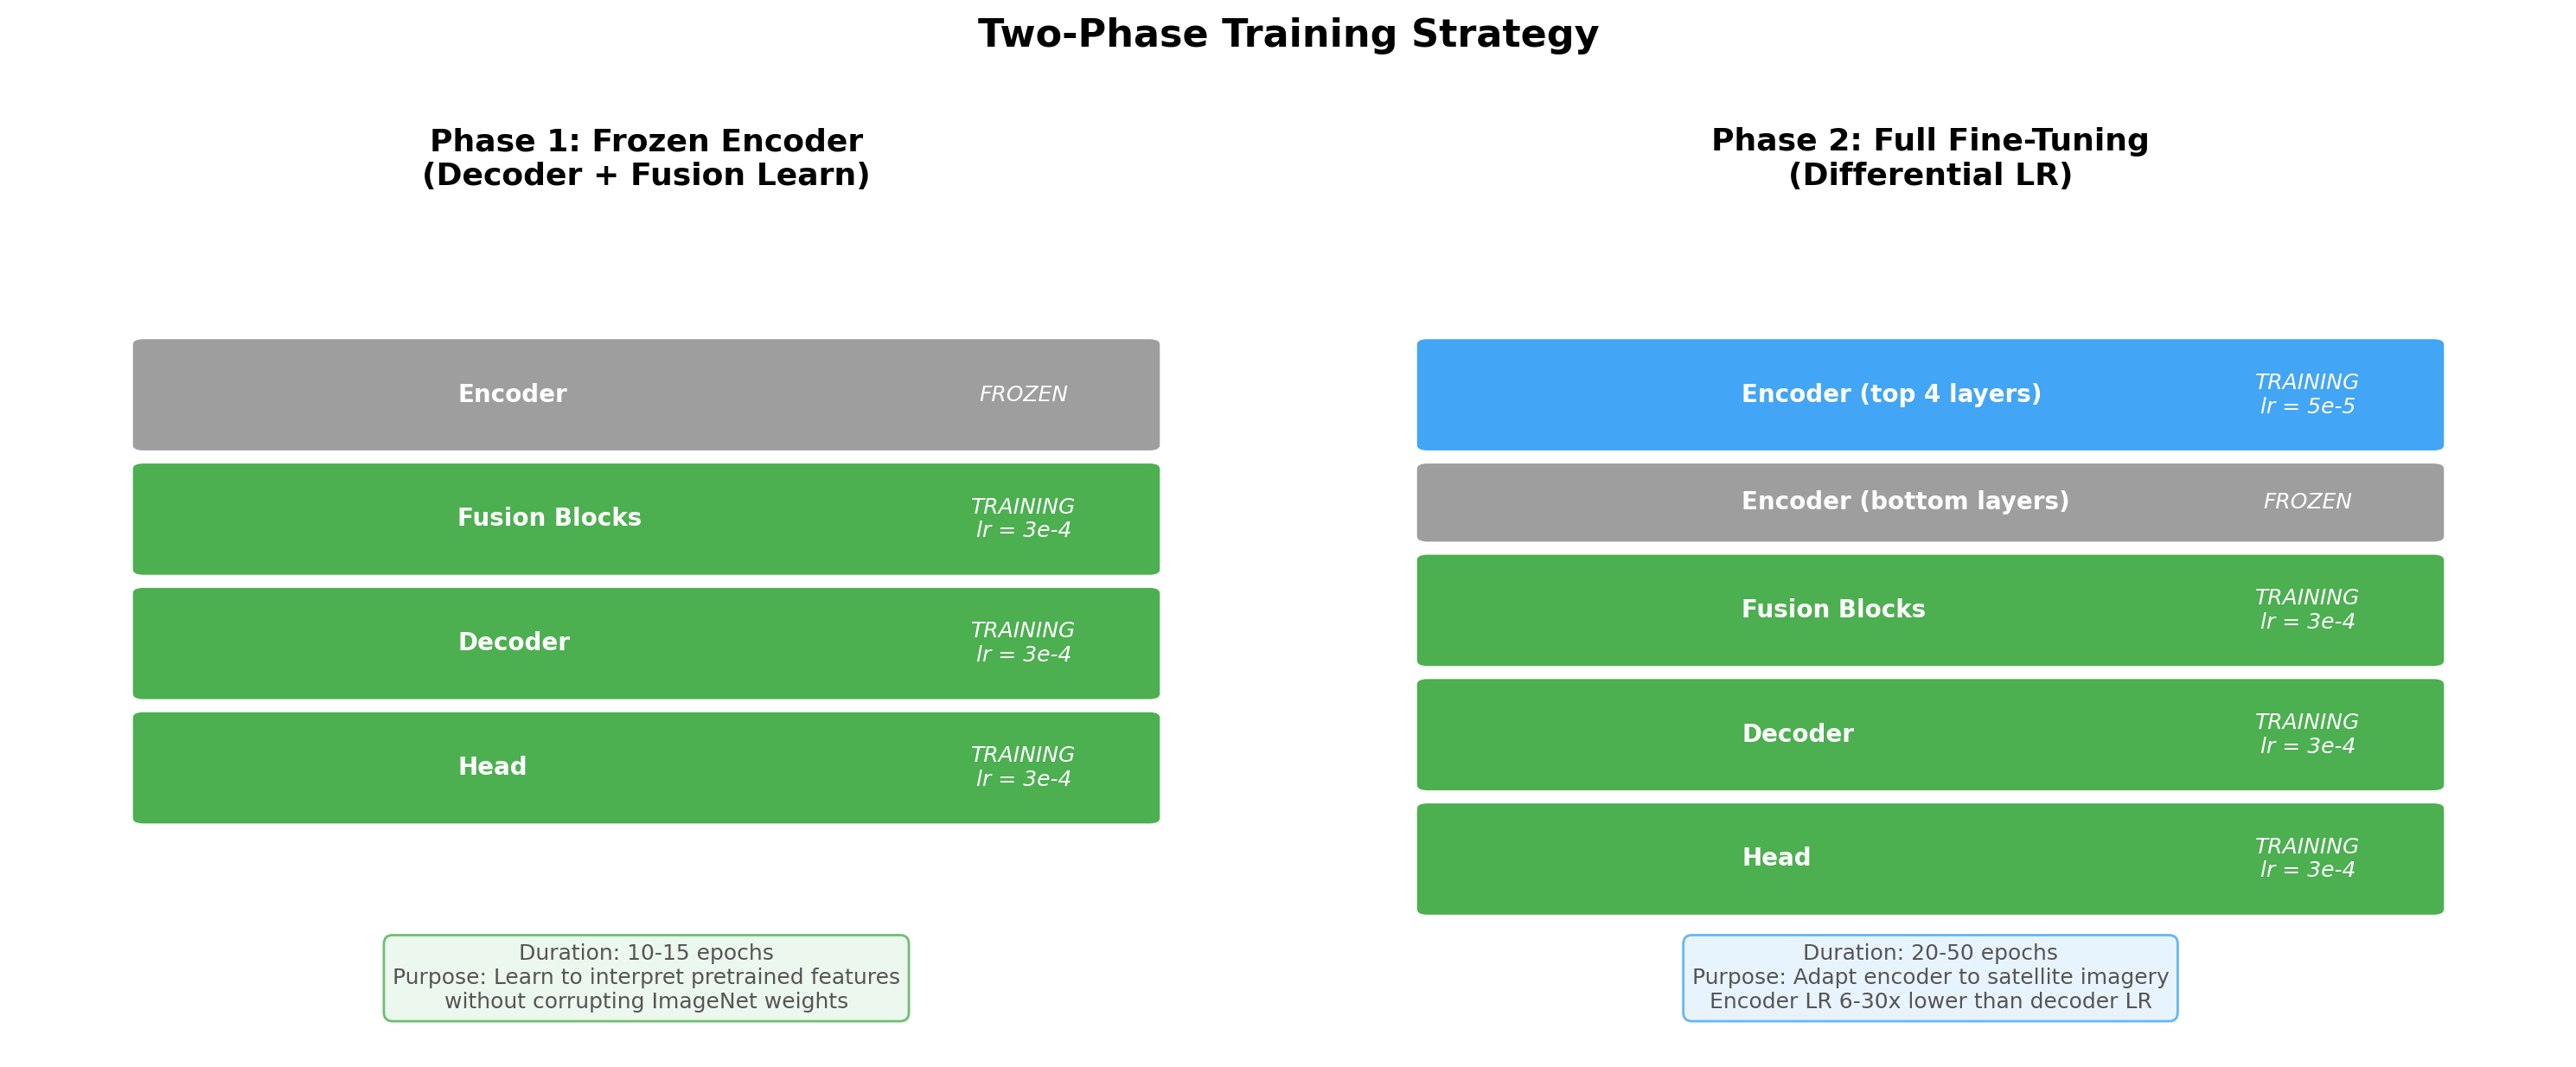 Two-Phase Training Strategy
Phase 1: Frozen Encoder
(Decoder + Fusion Learn)
Encoder
FROZEN
Fusion Blocks
TRAINING
lr = 3e-4
Decoder
TRAINING
lr = 3e-4
Head
TRAINING
lr = 3e-4
Duration: 10-15 epochs
Purpose: Learn to interpret pretrained features
without corrupting ImageNet weights
Phase 2: Full Fine-Tuning
(Differential LR)
Encoder (top 4 layers)
TRAINING
lr = 5e-5
Encoder (bottom layers)
FROZEN
Fusion Blocks
TRAINING
lr = 3e-4
Decoder
TRAINING
lr = 3e-4
Head
TRAINING
lr = 3e-4
Duration: 20-50 epochs
Purpose: Adapt encoder to satellite imagery
Encoder LR 6-30x lower than decoder LR